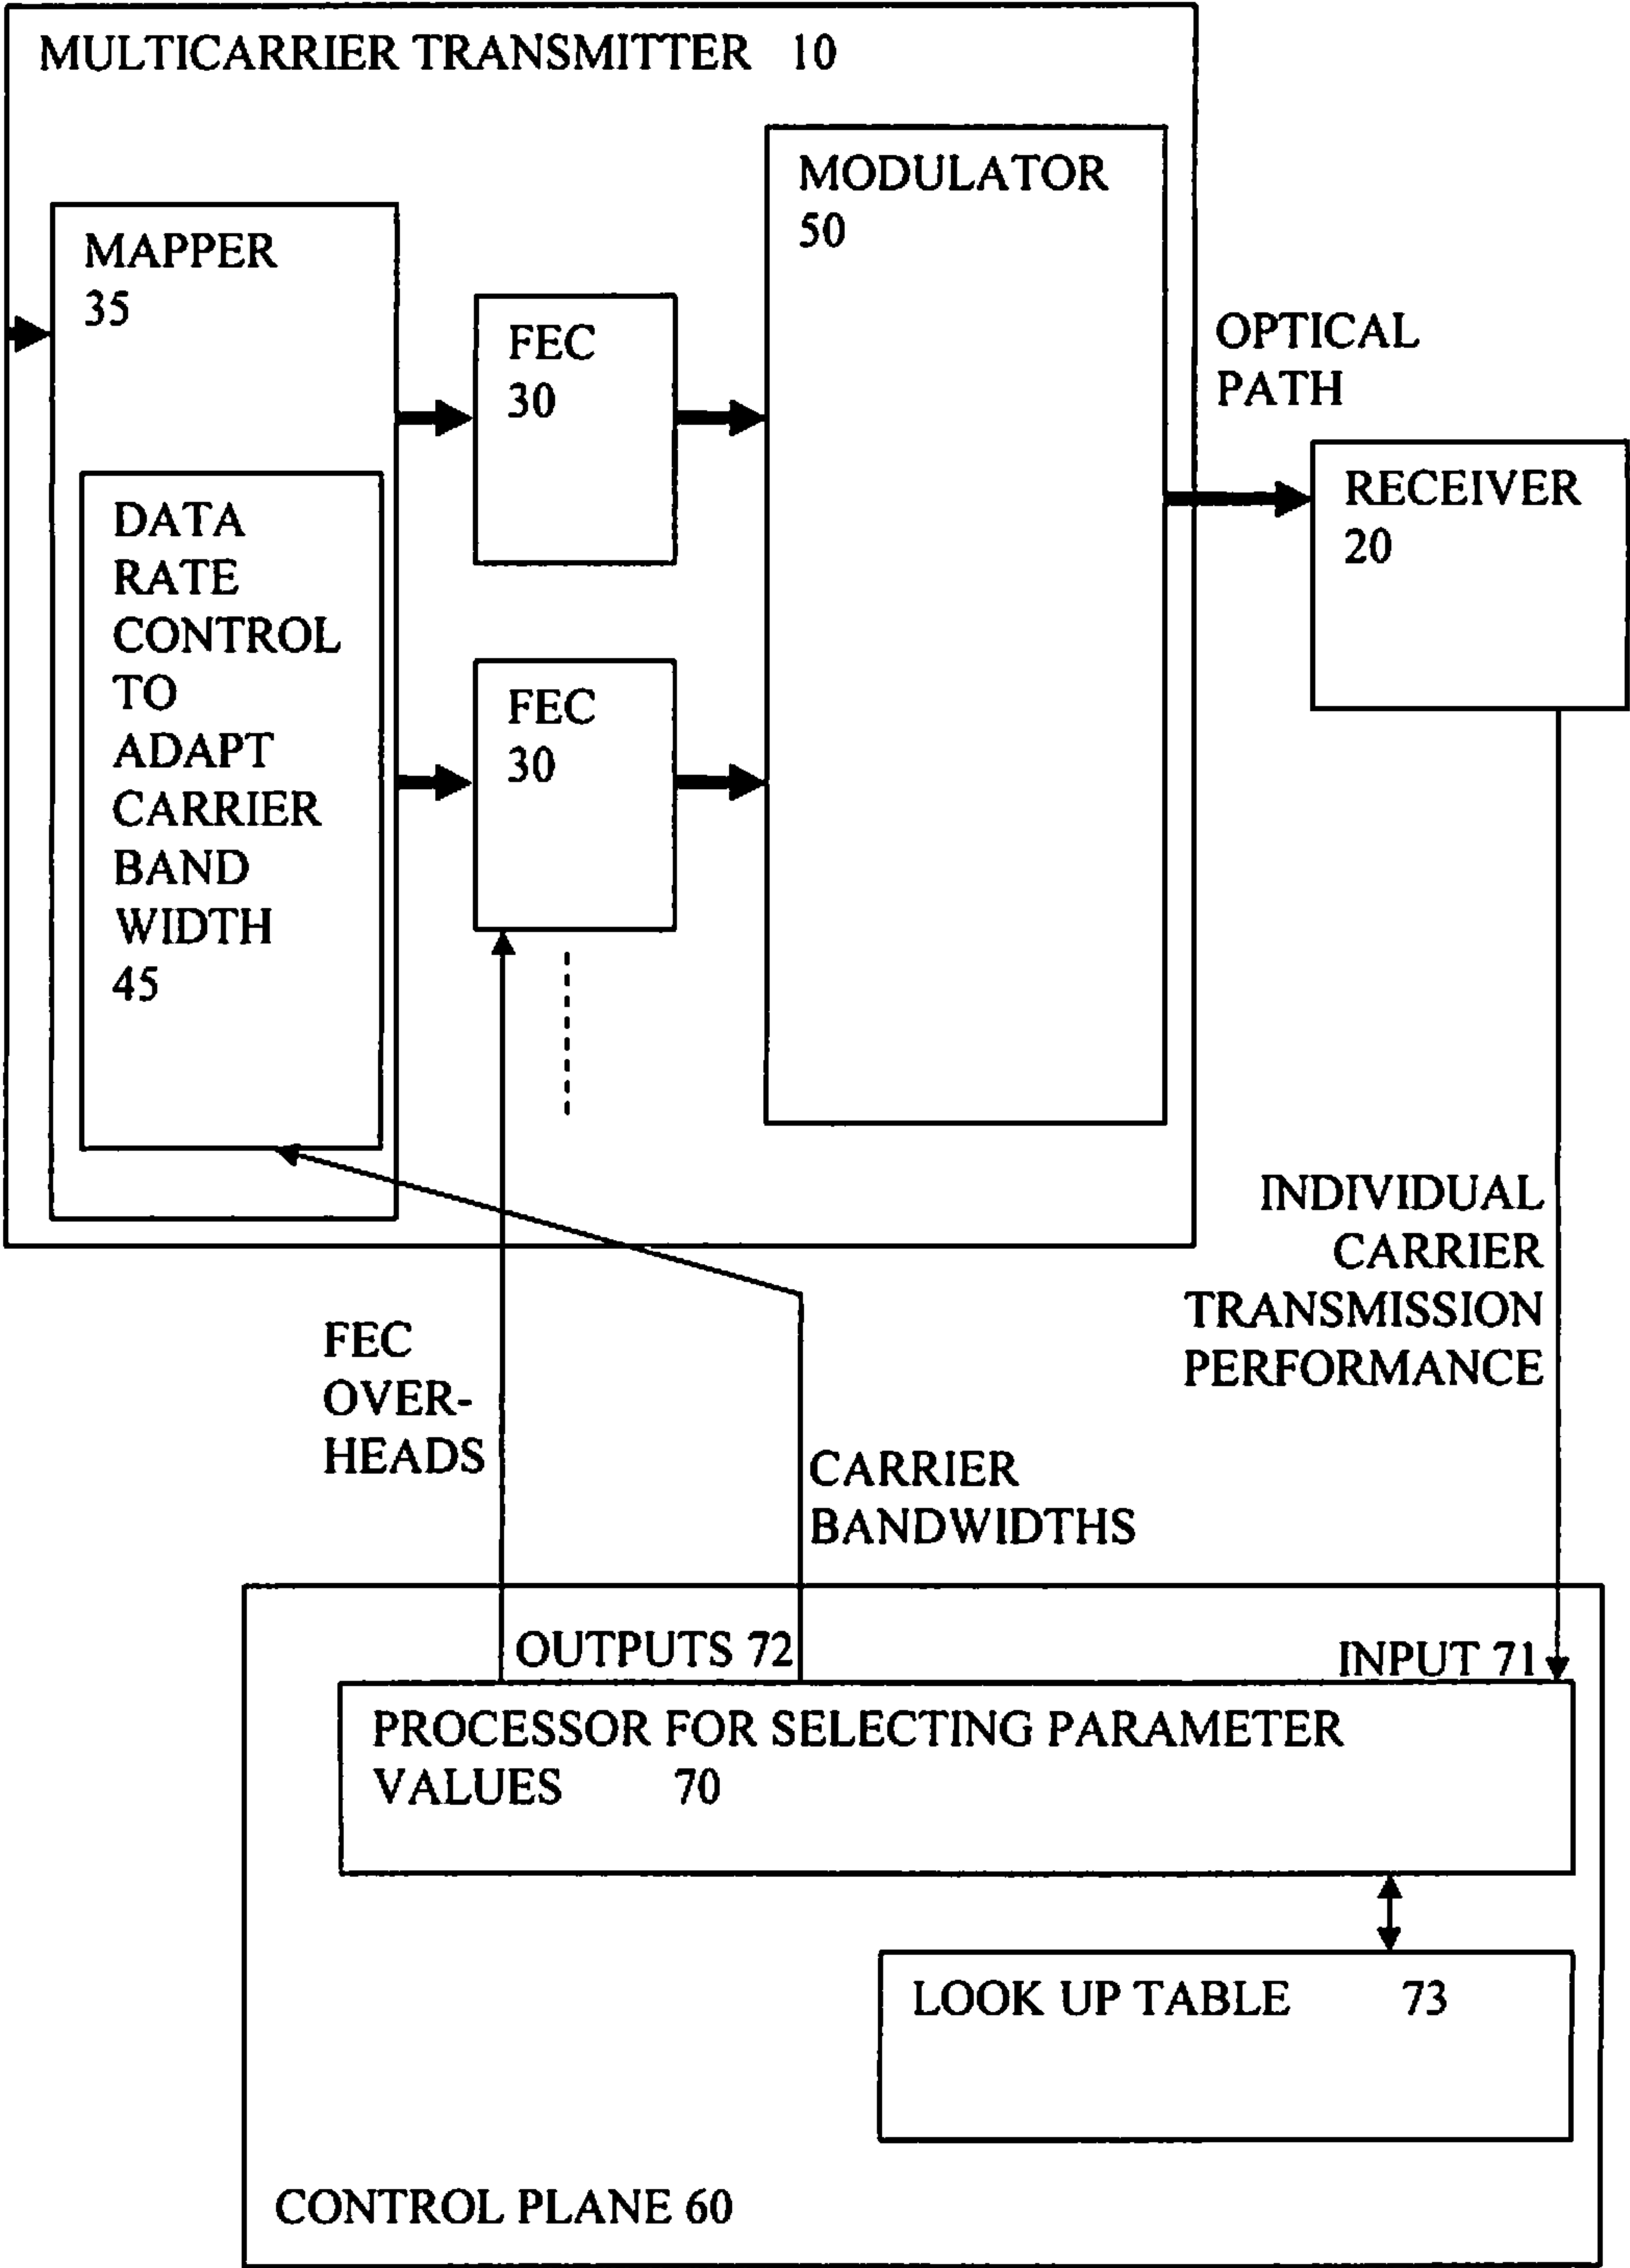 MULTICARRIER TRANSMITTER 10
MAPPER
35
DATA
RATE
CONTROL
TO
ADAPT
CARRIER
BAND
WIDTH
45
FEC
30
FEC
30
MODULATOR
50
OPTICAL
PATH
RECEIVER
20
INDIVIDUAL
CARRIER
TRANSMISSION
PERFORMANCE
FEC
OVER-
HEADS
CARRIER
BANDWIDTHS
OUTPUTS 72
INPUT 71
PROCESSOR FOR SELECTING PARAMETER
VALUES 70
LOOK UP TABLE 73
CONTROL PLANE 60